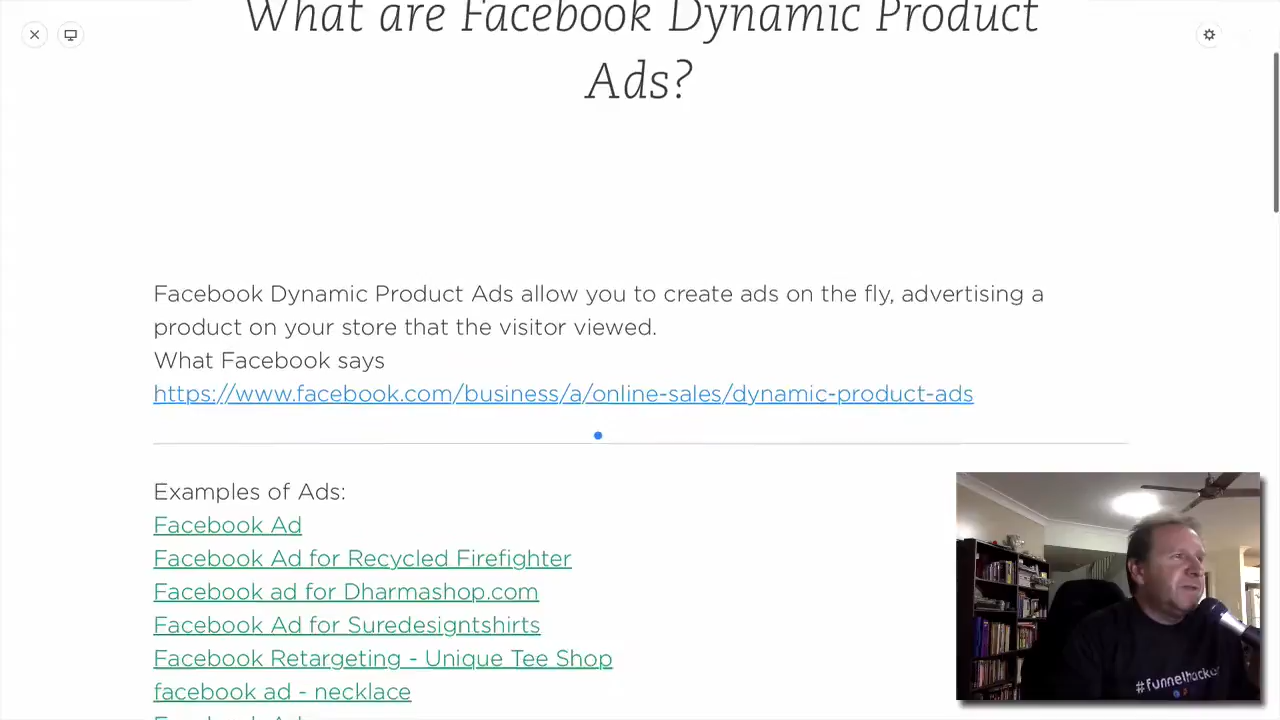 What are Facebook Dynamic Product
Ads?
Facebook Dynamic Product Ads allow you to create ads on the fly, advertising a
product on your store that the visitor viewed.
What Facebook says
https://www.facebook.com/business/a/online-sales/dynamic-product-ads
Examples of Ads:
Facebook Ad
Facebook Ad for Recycled Firefighter
Facebook ad for Dharmashop.com
Facebook Ad for Suredesigntshirts
Facebook Retargeting - Unique Tee Shop
facebook ad - necklace
#funnelhacker